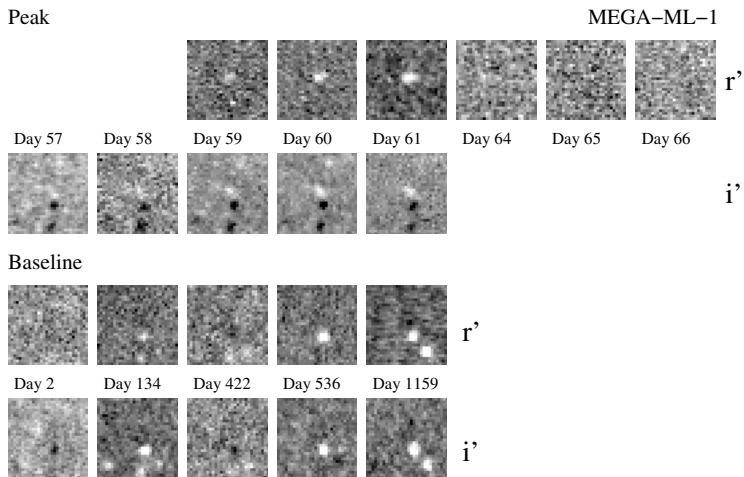 Peak MEGA−ML−1
r’
Day 57 Day 58 Day 59 Day 60 Day 61 Day 64 Day 65 Day 66
i’
Baseline
r’
Day 2 Day 134 Day 422 Day 536 Day 1159
i’